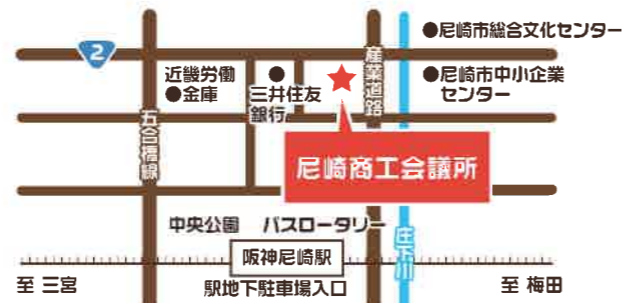 ●尼崎市総合文化センター
2
産業道路
近畿労働
●金庫
●
三井住友
銀行
●尼崎市中小企業
センター
五合橋線
尼崎商工会議所
中央公園 バスロータリー
庄下川
阪神尼崎駅
至 三宮
駅地下駐車場入口
至 梅田